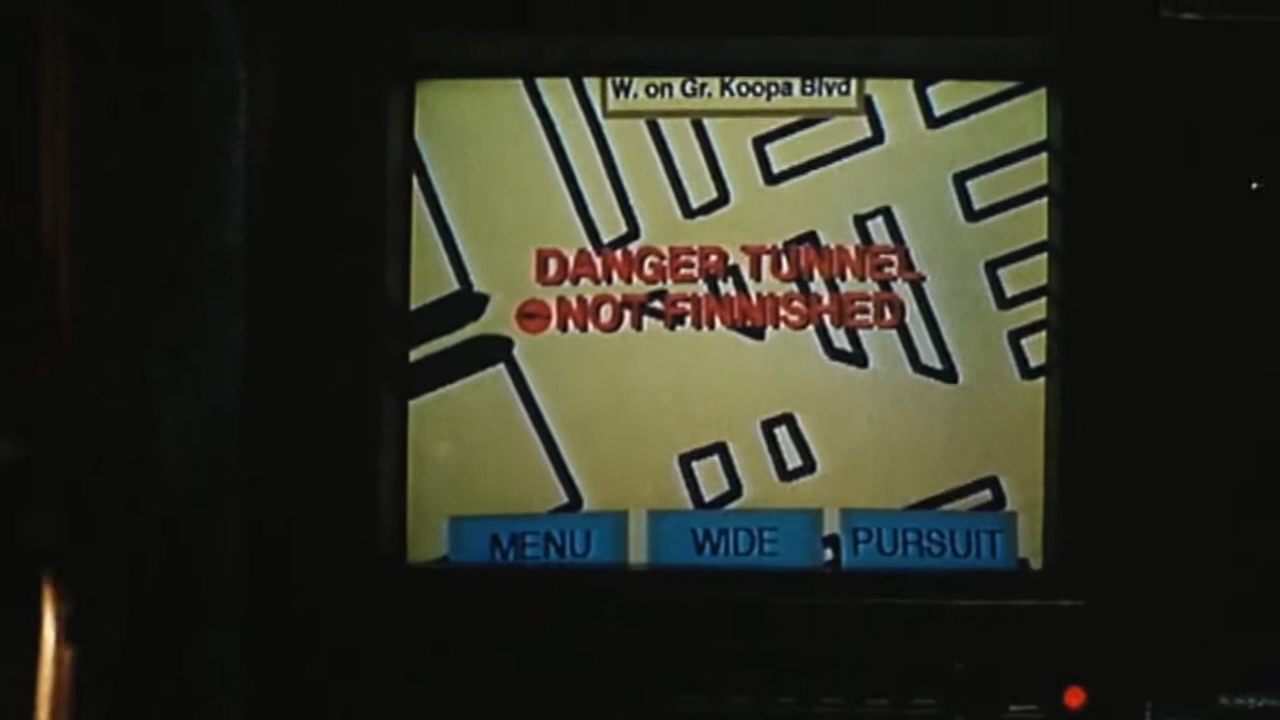 W. on Gr. Koopa Blvd
DANGER TUNNEL
NOT FINNISHED
MENU
WIDE
PURSUIT